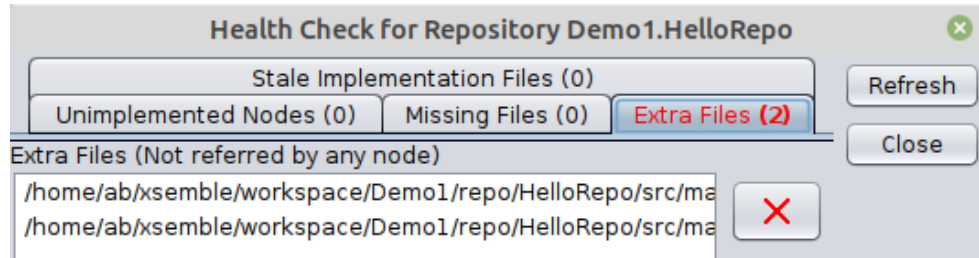 Health Check for Repository Demo1.HelloRepo
Stale Implementation Files (0)
Refresh
Unimplemented Nodes (0) Missing Files (0) Extra Files (2)
Close
Extra Files (Not referred by any node)
/home/ab/xsemble/workspace/Demo1/repo/HelloRepo/src/ma
/home/ab/xsemble/workspace/Demo1/repo/HelloRepo/src/ma